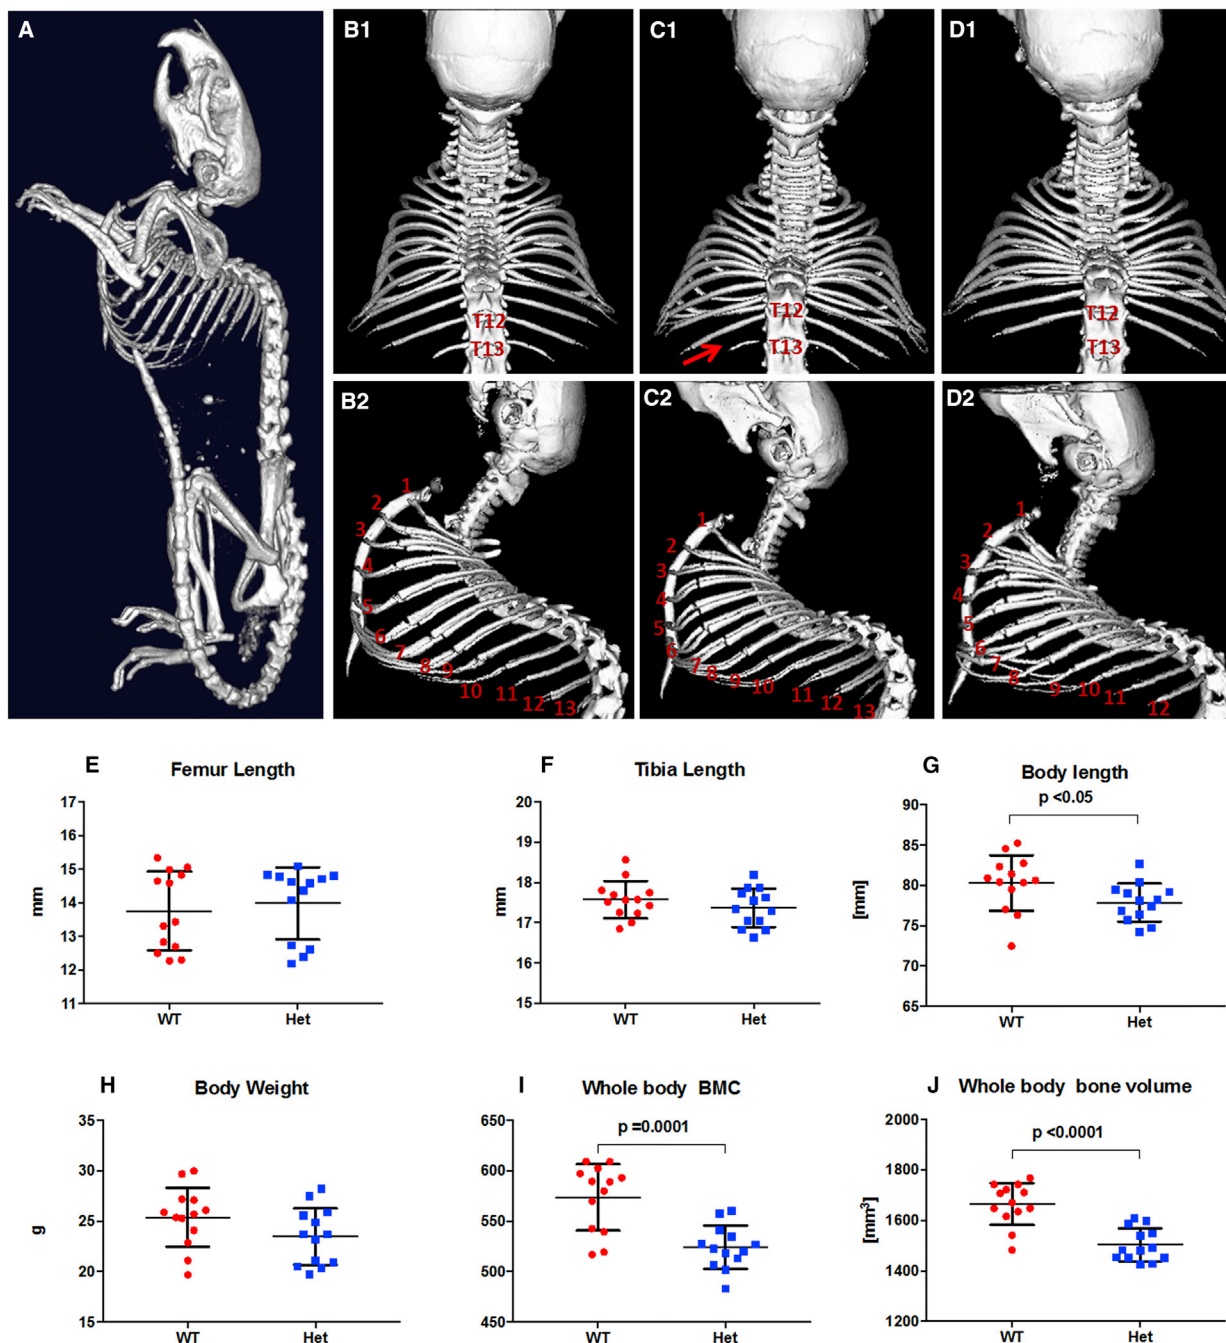 A
B1
C1
D1
T12
T13
T12
T13
T12
T13
B2
C2
D2
1
2
3
4
5
6
7
8
9
10
11
12
13
1
2
3
4
5
6
7
8
9
10
11
12
13
1
2
3
4
5
6
7
8
9
10
11
12
E
Femur Length
17
16
15
14
13
12
11
mm
WT
Het
F
Tibia Length
20
19
18
17
16
15
mm
WT
Het
G
Body length
p <0.05
90
85
80
75
70
65
[mm]
WT
Het
H
Body Weight
35
30
25
20
15
g
WT
Het
I
Whole body BMC
p =0.0001
650
600
550
500
450
WT
Het
J
Whole body bone volume
p <0.0001
2000
1800
1600
1400
1200
[mm³]
WT
Het